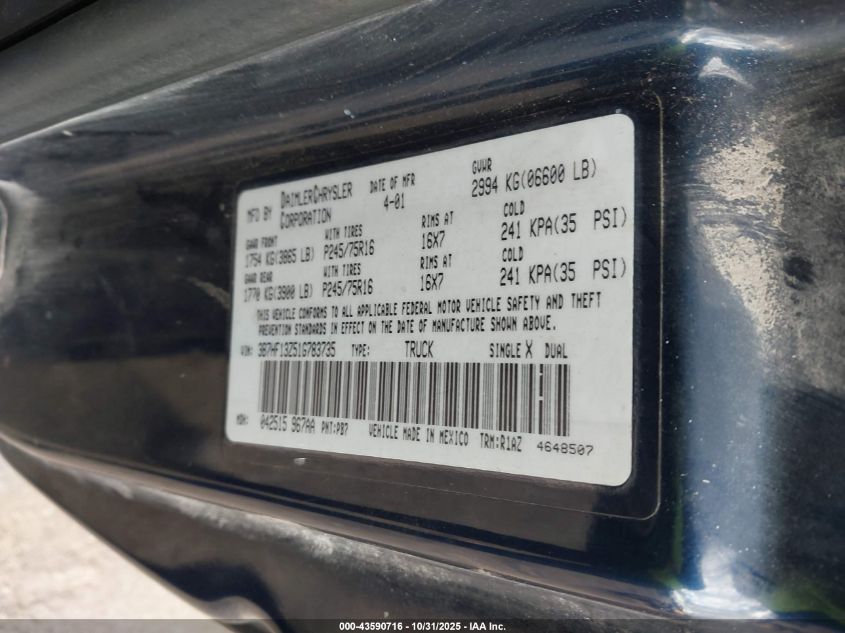 MFD BY DAIMLERCHRYSLER CORPORATION DATE OF MFR 4-01 GVWR 2994 KG(06600 LB)
GAWR FRONT WITH TIRES RIMS AT COLD
1754 KG(3865 LB) P245/75R16 16X7 241 KPA(35 PSI)
GAWR REAR WITH TIRES RIMS AT COLD
1770 KG(3900 LB) P245/75R16 16X7 241 KPA(35 PSI)
THIS VEHICLE CONFORMS TO ALL APPLICABLE FEDERAL MOTOR VEHICLE SAFETY AND THEFT
PREVENTION STANDARDS IN EFFECT ON THE DATE OF MANUFACTURE SHOWN ABOVE.
VIN: 3B7HF13Z51G783735 TYPE: TRUCK SINGLE X DUAL
MDH: 042515 967AA PNT:PB7 VEHICLE MADE IN MEXICO TRM:R1AZ 4648507
000-43590716 - 10/31/2025 - IAA Inc.